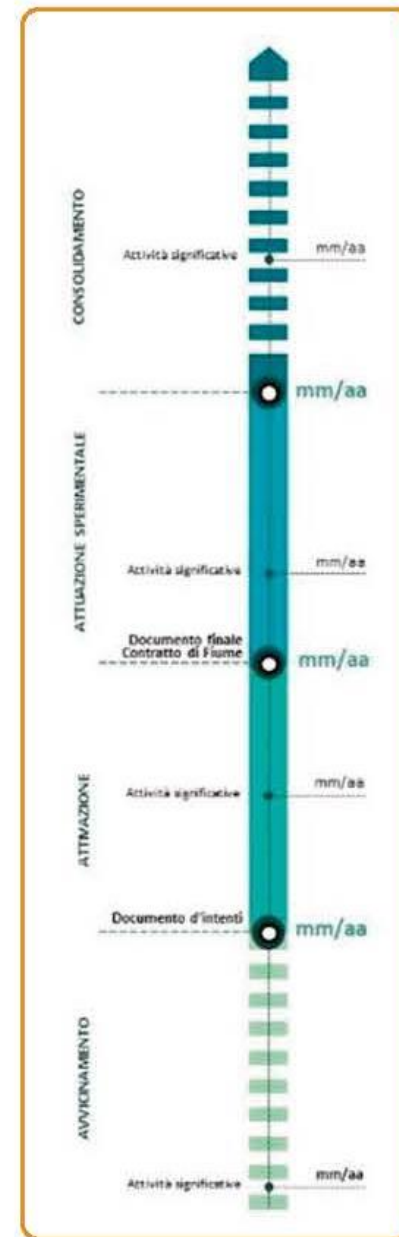 CONSOLIDAMENTO
Attività significative
mm/aa
mm/aa
ATTUAZIONE SPERIMENTALE
Attività significative
mm/aa
Documento finale
Contratto di Fiume
mm/aa
ATTIVAZIONE
Attività significative
mm/aa
Documento d'intenti
mm/aa
AVVICINAMENTO
Attività significative
mm/aa